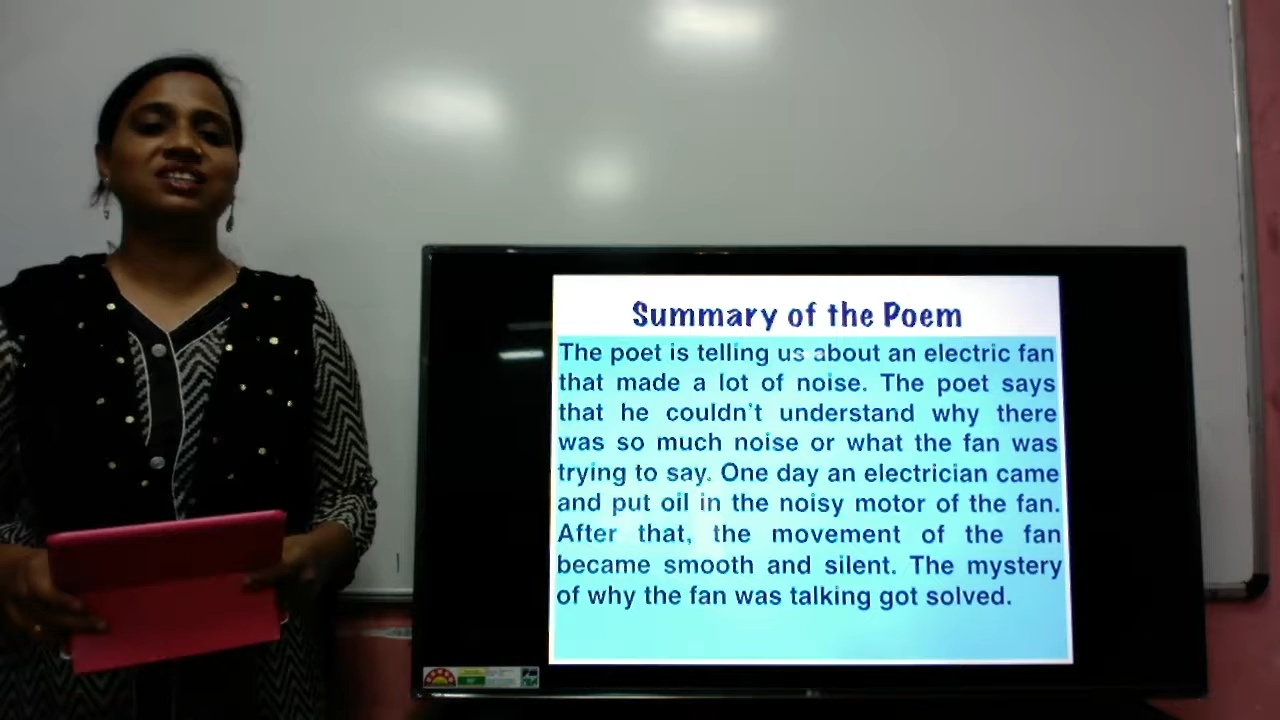 Summary of the Poem
The poet is telling us about an electric fan
that made a lot of noise. The poet says
that he couldn't understand why there
was so much noise or what the fan was
trying to say. One day an electrician came
and put oil in the noisy motor of the fan.
After that, the movement of the fan
became smooth and silent. The mystery
of why the fan was talking got solved.